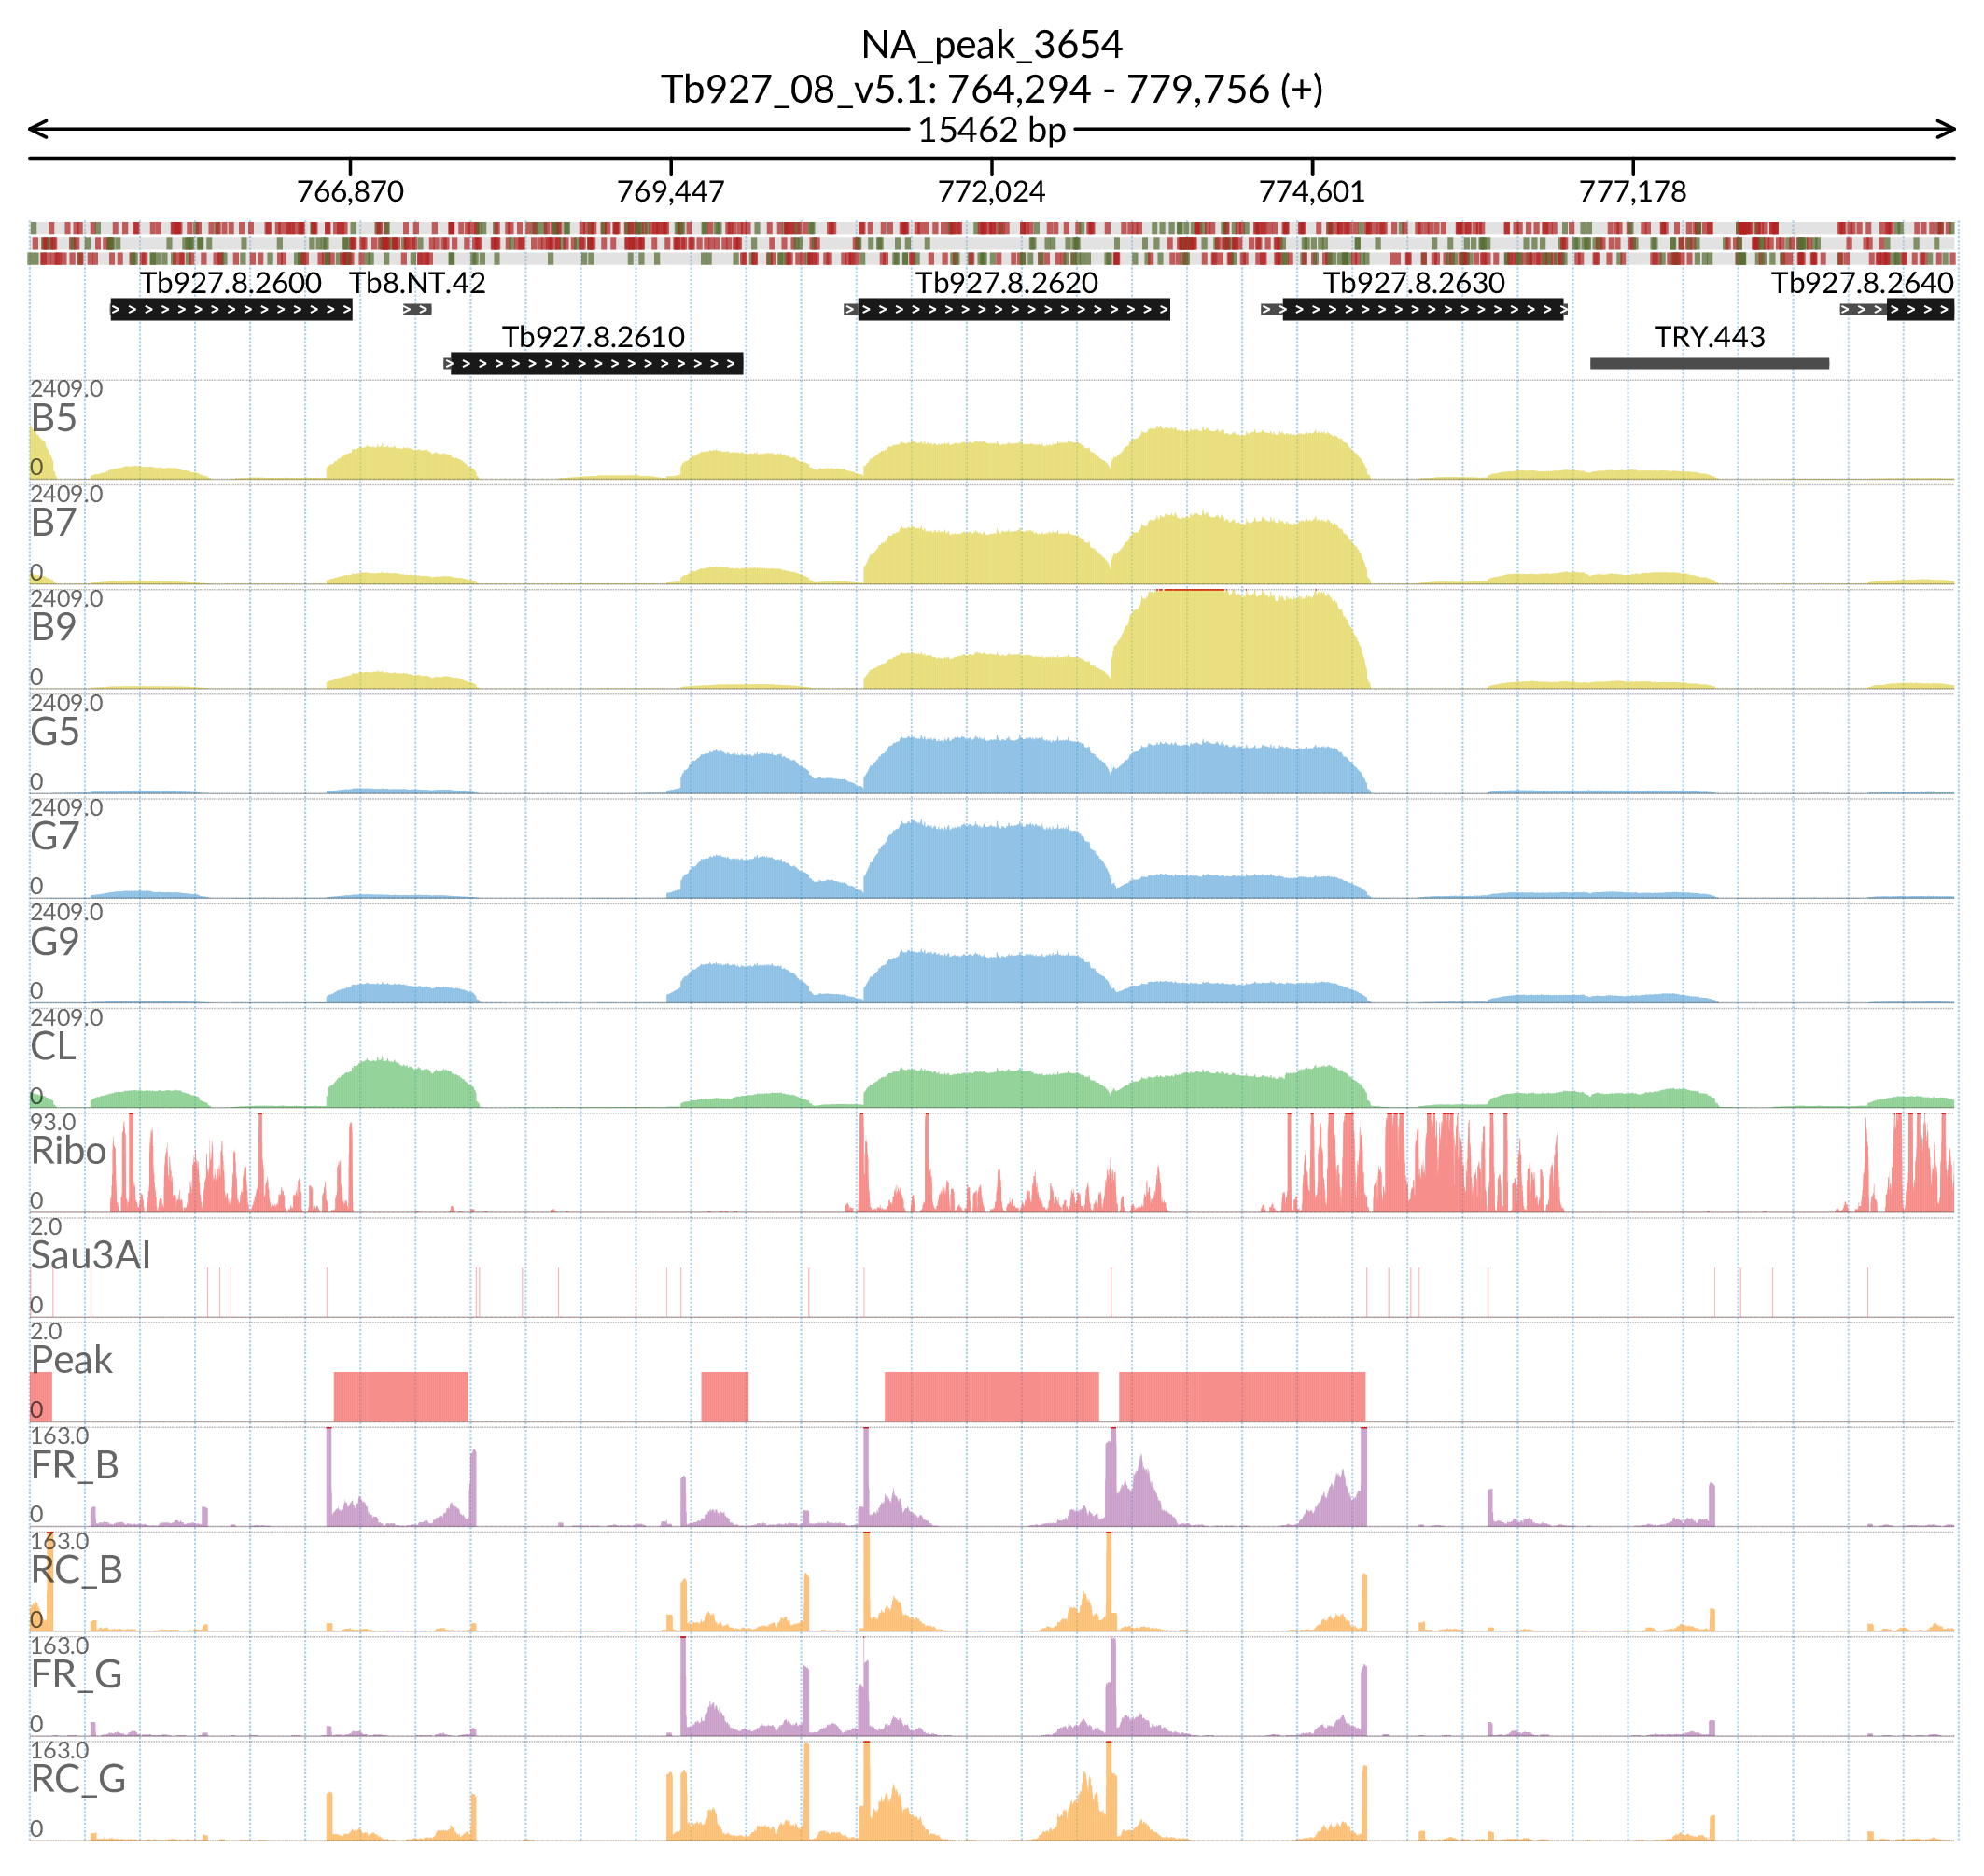 NA_peak_3654
Tb927_08_v5.1: 764,294 - 779,756 (+)
15462 bp
766,870 769,447 772,024 774,601 777,178
Tb927.8.2600 Tb8.NT.42 Tb927.8.2620 Tb927.8.2630 Tb927.8.2640
Tb927.8.2610 TRY.443
2409.0
B5
0
2409.0
B7
0
2409.0
B9
0
2409.0
G5
0
2409.0
G7
0
2409.0
G9
0
2409.0
CL
0
93.0
Ribo
0
2.0
Sau3AI
0
2.0
Peak
0
163.0
FR_B
0
163.0
RC_B
0
163.0
FR_G
0
163.0
RC_G
0